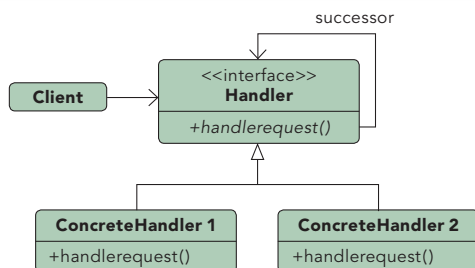 successor
<<interface>>
Handler
Client
+handlerequest()
ConcreteHandler 1
ConcreteHandler 2
+handlerequest()
+handlerequest()